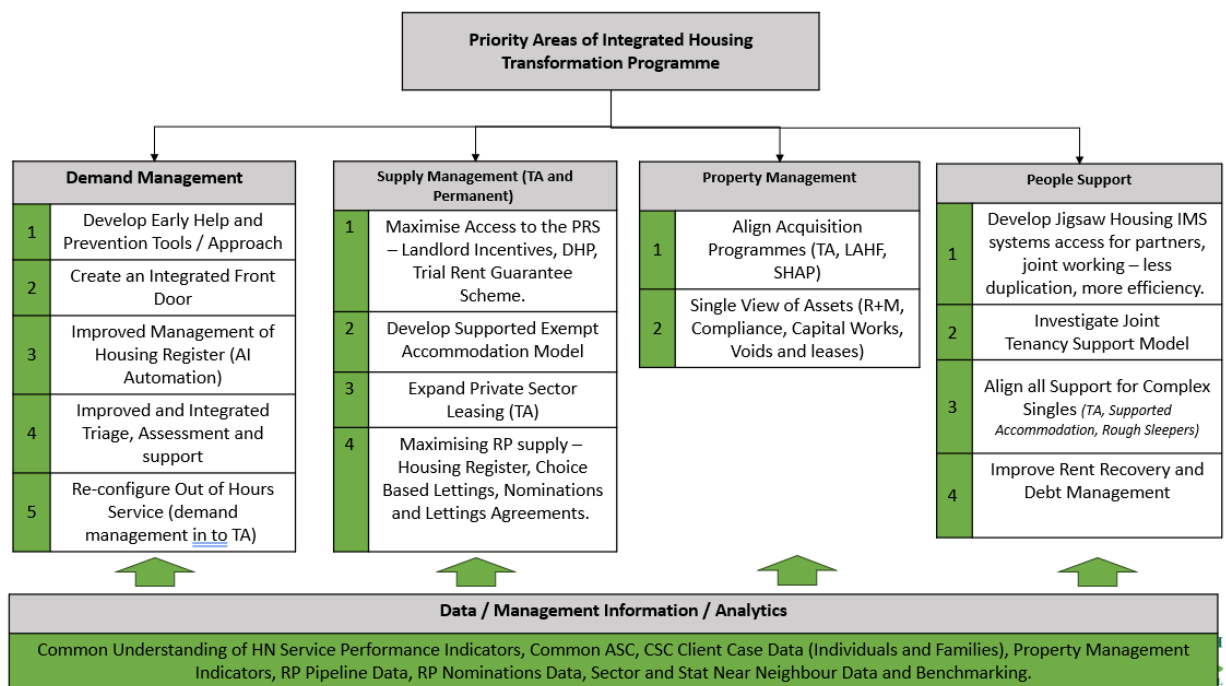 Priority Areas of Integrated Housing
Transformation Programme
Demand Management
1
Develop Early Help and
Prevention Tools / Approach
2
Create an Integrated Front
Door
3
Improved Management of
Housing Register (AI
Automation)
4
Improved and Integrated
Triage, Assessment and
support
5
Re-configure Out of Hours
Service (demand
management in to TA)
Supply Management (TA and
Permanent)
1
Maximise Access to the PRS
– Landlord Incentives, DHP,
Trial Rent Guarantee
Scheme.
2
Develop Supported Exempt
Accommodation Model
3
Expand Private Sector
Leasing (TA)
4
Maximising RP supply –
Housing Register, Choice
Based Lettings, Nominations
and Lettings Agreements.
Property Management
1
Align Acquisition
Programmes (TA, LAHF,
SHAP)
2
Single View of Assets (R+M,
Compliance, Capital Works,
Voids and leases)
People Support
1
Develop Jigsaw Housing IMS
systems access for partners,
joint working – less
duplication, more efficiency.
2
Investigate Joint
Tenancy Support Model
3
Align all Support for Complex
Singles (TA, Supported
Accommodation, Rough Sleepers)
4
Improve Rent Recovery and
Debt Management
Data / Management Information / Analytics
Common Understanding of HN Service Performance Indicators, Common ASC, CSC Client Case Data (Individuals and Families), Property Management
Indicators, RP Pipeline Data, RP Nominations Data, Sector and Stat Near Neighbour Data and Benchmarking.